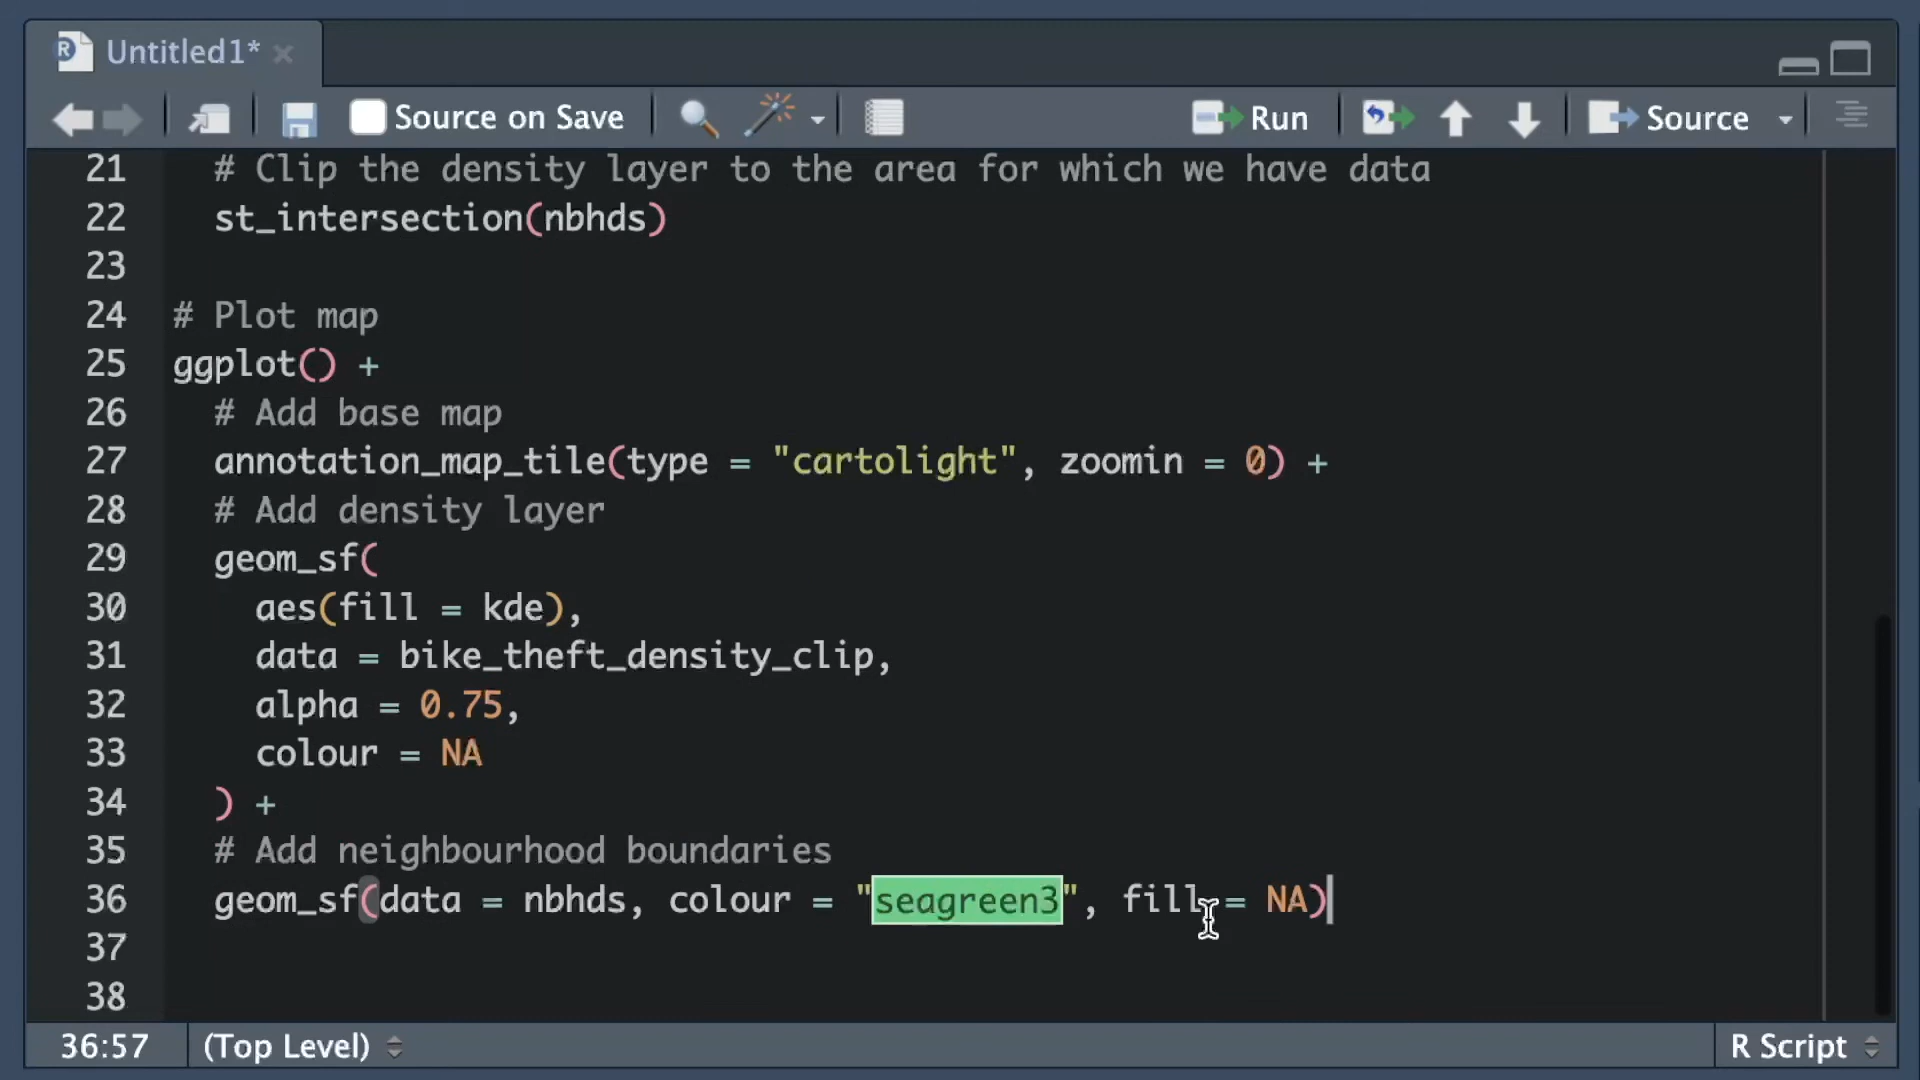 Untitled1*
Source on Save
Run
Source
21 # Clip the density layer to the area for which we have data
22 st_intersection(nbhds)
23
24 # Plot map
25 ggplot() +
26 # Add base map
27 annotation_map_tile(type = "cartolight", zoomin = 0) +
28 # Add density layer
29 geom_sf(
30 aes(fill = kde),
31 data = bike_theft_density_clip,
32 alpha = 0.75,
33 colour = NA
34 ) +
35 # Add neighbourhood boundaries
36 geom_sf(data = nbhds, colour = "seagreen3", fill = NA)
37
38
36:57 (Top Level) R Script